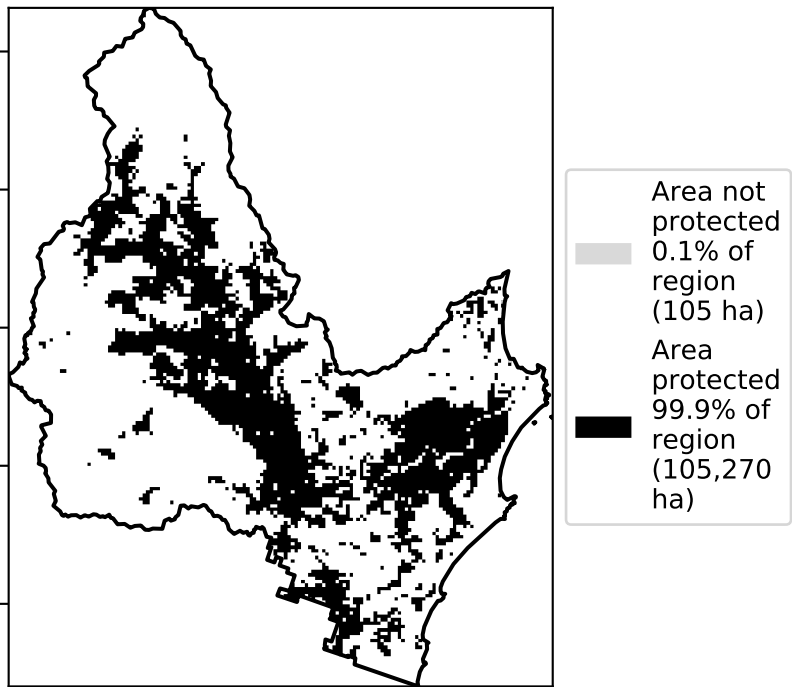 Area not
protected
0.1% of
region
(105 ha)
Area
protected
99.9% of
region
(105,270
ha)